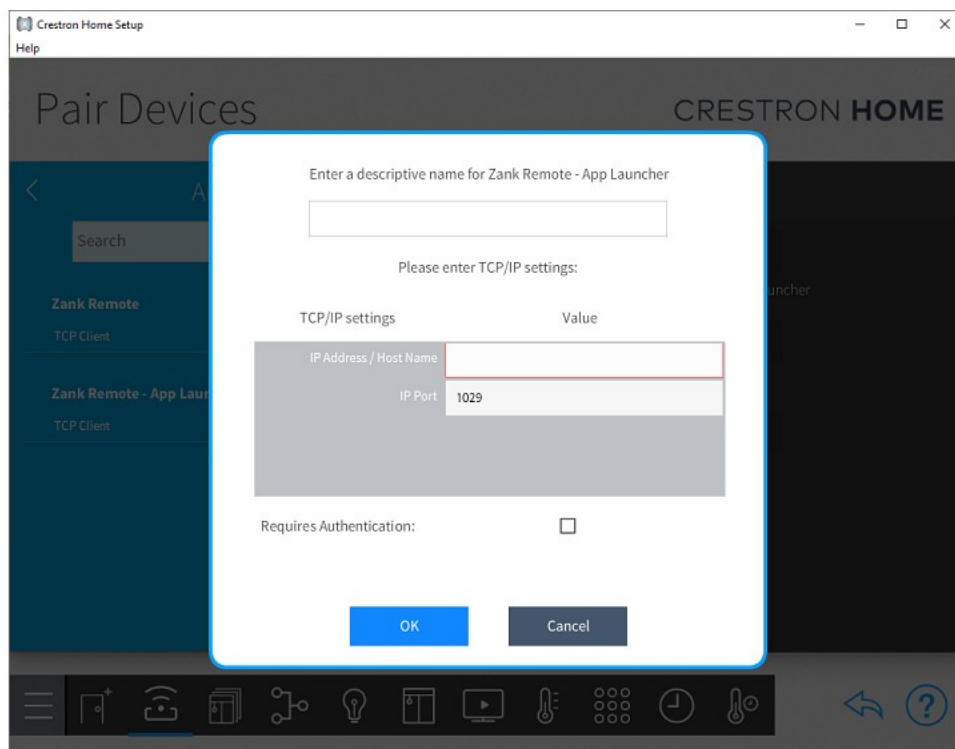 Crestron Home Setup
Help
Pair Devices
CRESTRON HOME
A
Search
Zank Remote
TCP Client
Zank Remote - App Laun
TCP Client
uncher
Enter a descriptive name for Zank Remote - App Launcher
Please enter TCP/IP settings:
TCP/IP settings Value
IP Address / Host Name
IP Port 1029
Requires Authentication:
OK Cancel
?